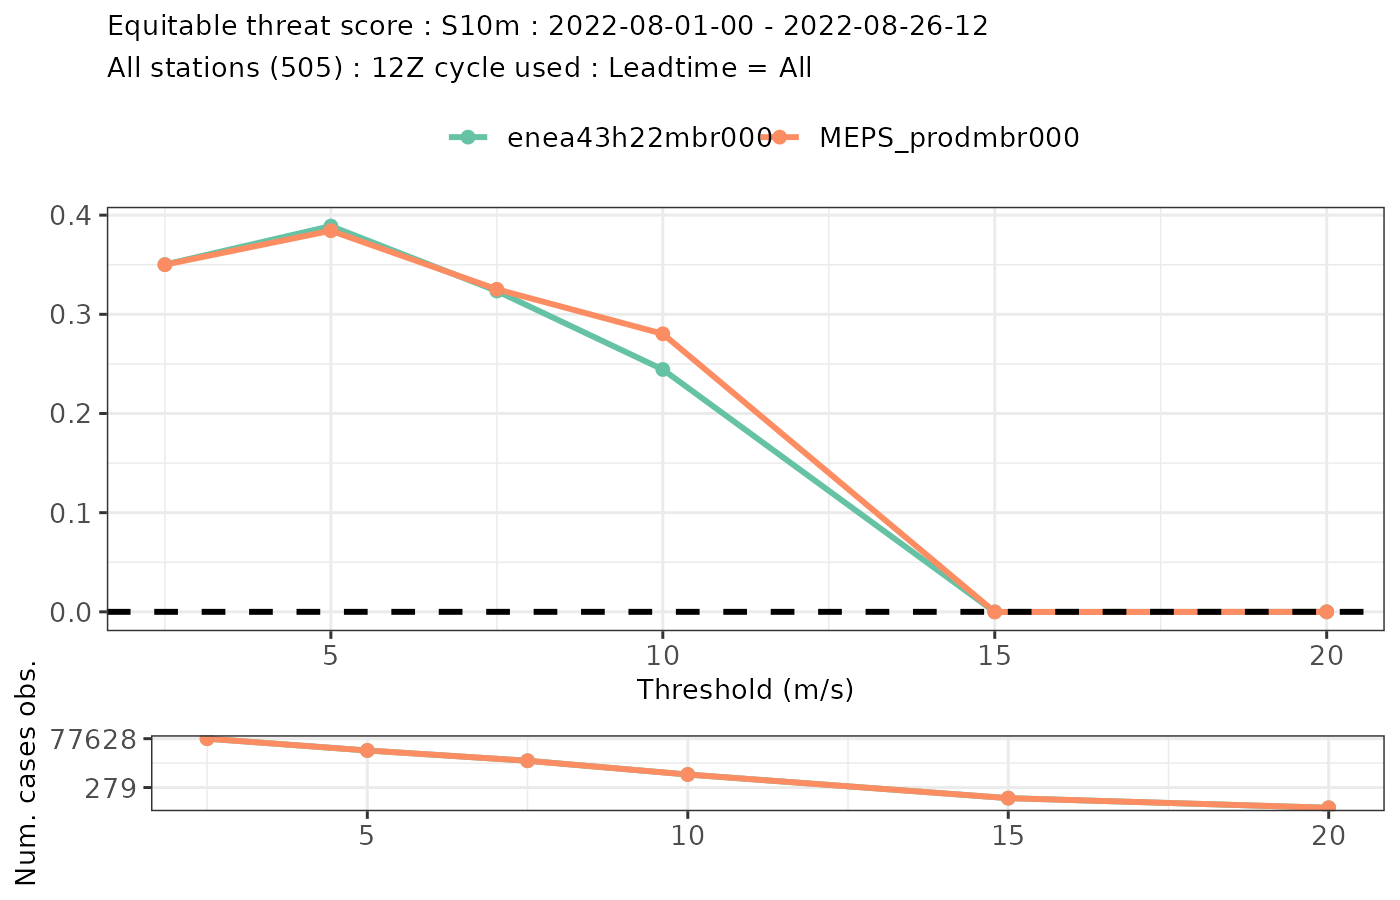 Equitable threat score : S10m : 2022-08-01-00 - 2022-08-26-12
All stations (505) : 12Z cycle used : Leadtime = All
enea43h22mbr000 MEPS_prodmbr000
0.4
0.3
0.2
0.1
0.0
5 10 15 20
Threshold (m/s)
Num. cases obs.
77628
279
5 10 15 20